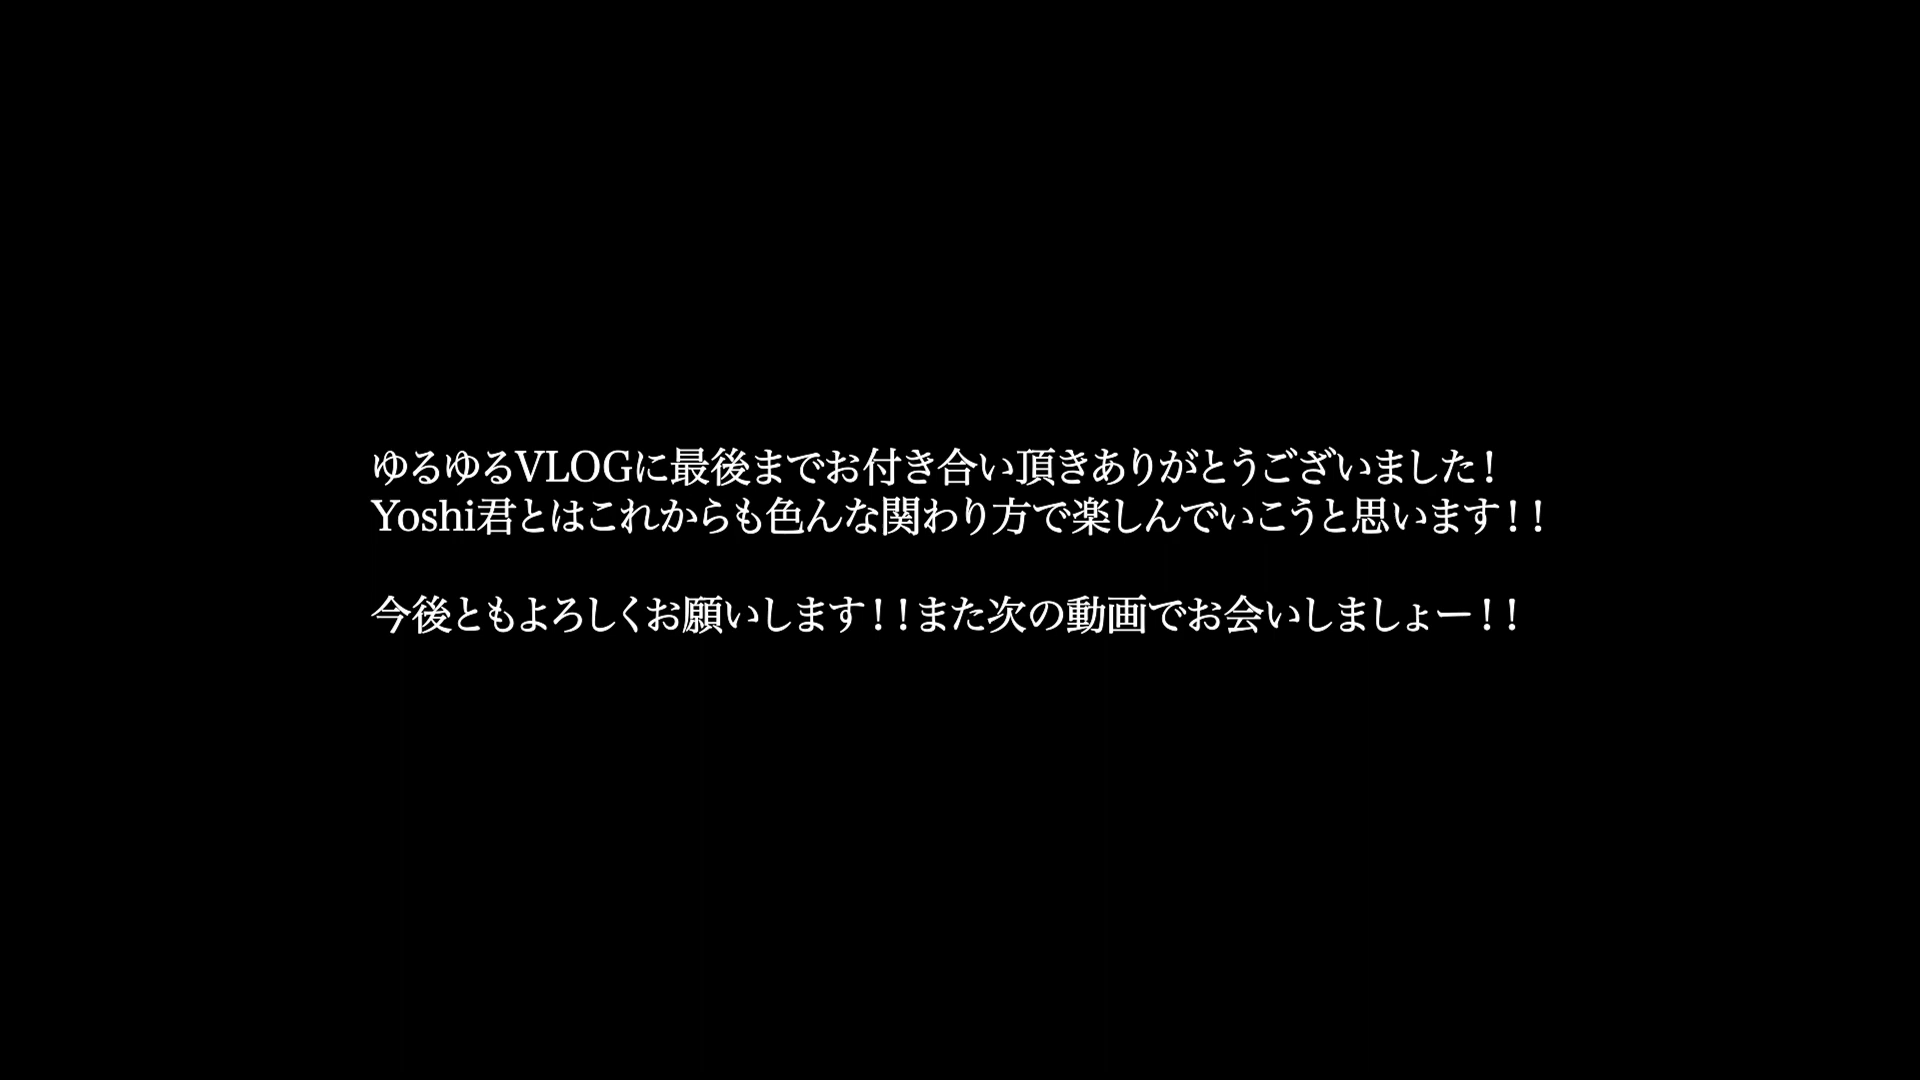 ゆるゆるVLOGに最後までお付き合い頂きありがとうございました！
Yoshi君とはこれからも色んな関わり方で楽しんでいこうと思います！！
今後ともよろしくお願いします！！また次の動画でお会いしましょー！！